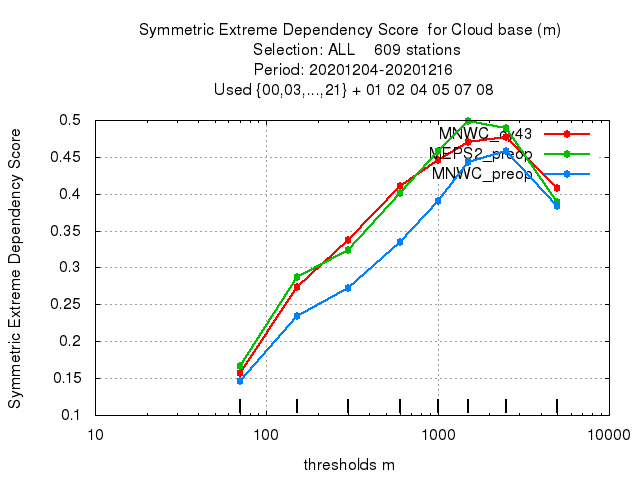 Symmetric Extreme Dependency Score  for Cloud base (m)
Selection: ALL    609 stations
Period: 20201204-20201216
Used {00,03,...,21} + 01 02 04 05 07 08
Symmetric Extreme Dependency Score
0.5
0.45
0.4
0.35
0.3
0.25
0.2
0.15
0.1
MNWC_cy43
MEPS2_preop
MNWC_preop
10
100
1000
10000
thresholds m